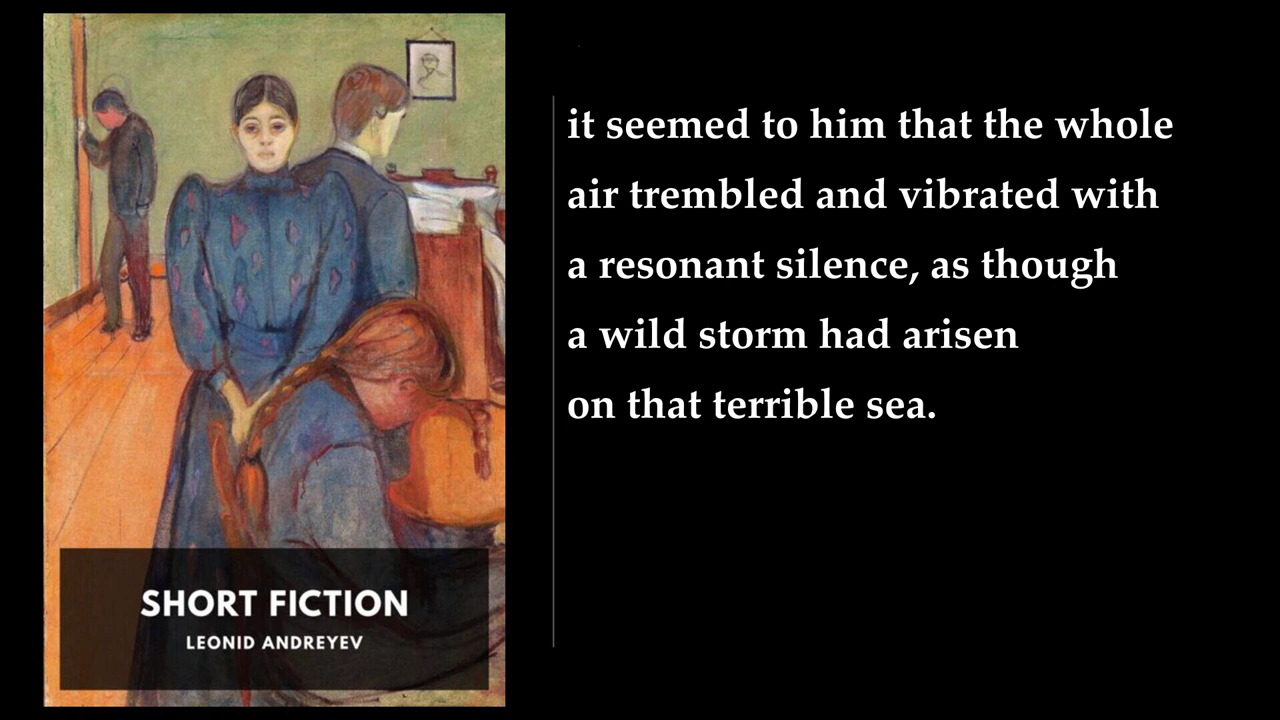 it seemed to him that the whole
air trembled and vibrated with
a resonant silence, as though
a wild storm had arisen
on that terrible sea.
SHORT FICTION
LEONID ANDREYEV